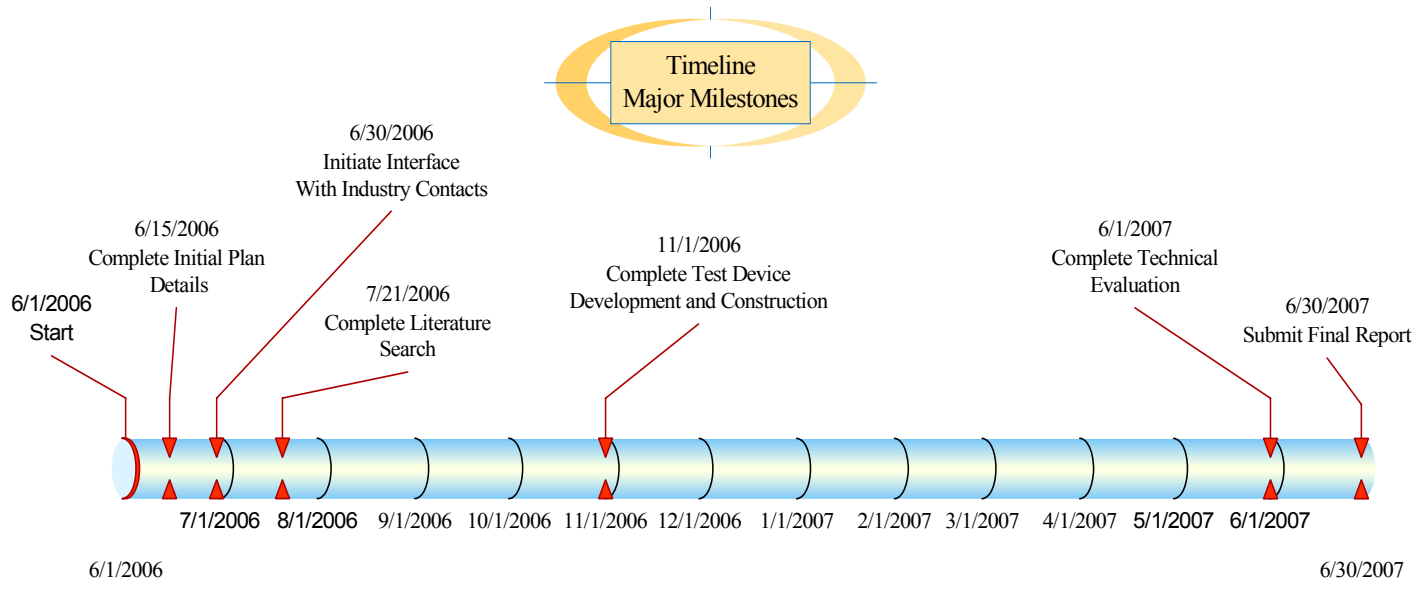 Timeline
Major Milestones
6/30/2006
Initiate Interface
With Industry Contacts
6/15/2006
Complete Initial Plan
Details
6/1/2006
Start
7/21/2006
Complete Literature
Search
11/1/2006
Complete Test Device
Development and Construction
6/1/2007
Complete Technical
Evaluation
6/30/2007
Submit Final Report
7/1/2006 8/1/2006 9/1/2006 10/1/2006 11/1/2006 12/1/2006 1/1/2007 2/1/2007 3/1/2007 4/1/2007 5/1/2007 6/1/2007
6/1/2006 6/30/2007